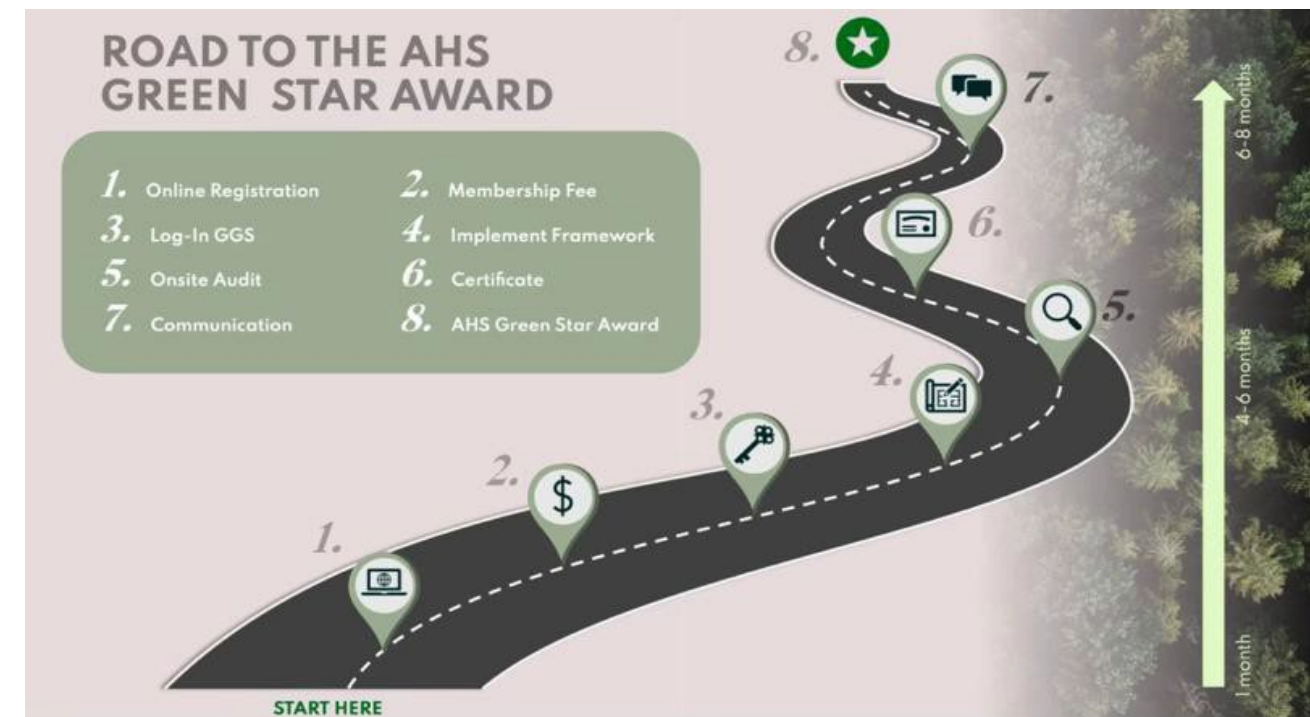 ROAD TO THE AHS
GREEN STAR AWARD
1. Online Registration
2. Membership Fee
3. Log-In GGS
4. Implement Framework
5. Onsite Audit
6. Certificate
7. Communication
8. AHS Green Star Award
8.
7.
6.
5.
4.
3.
2.
1.
$
START HERE
6-8 months
4-6 months
1 month